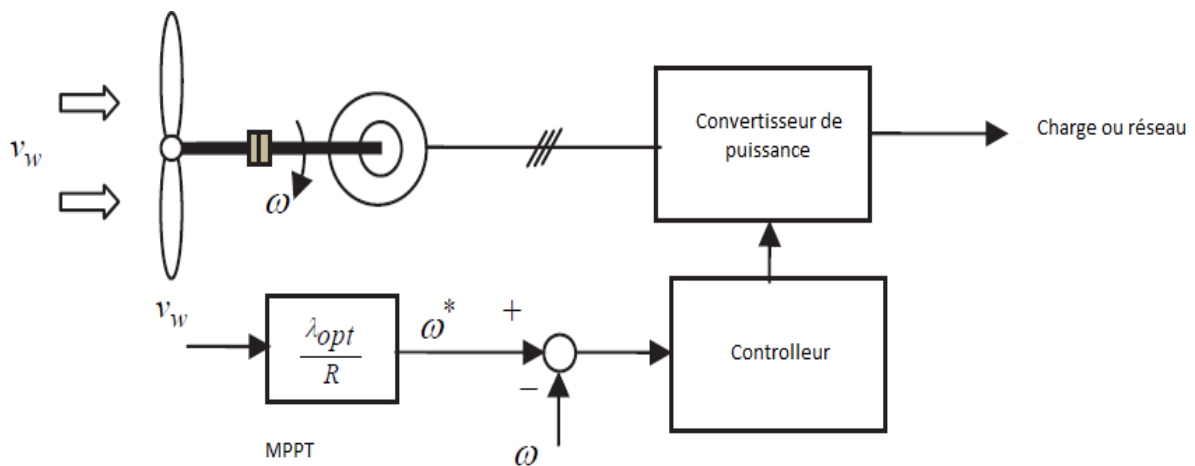 v_w
ω
Convertisseur de
puissance
Charge ou réseau
v_w
λ_opt
R
ω*
+
−
ω
Controlleur
MPPT